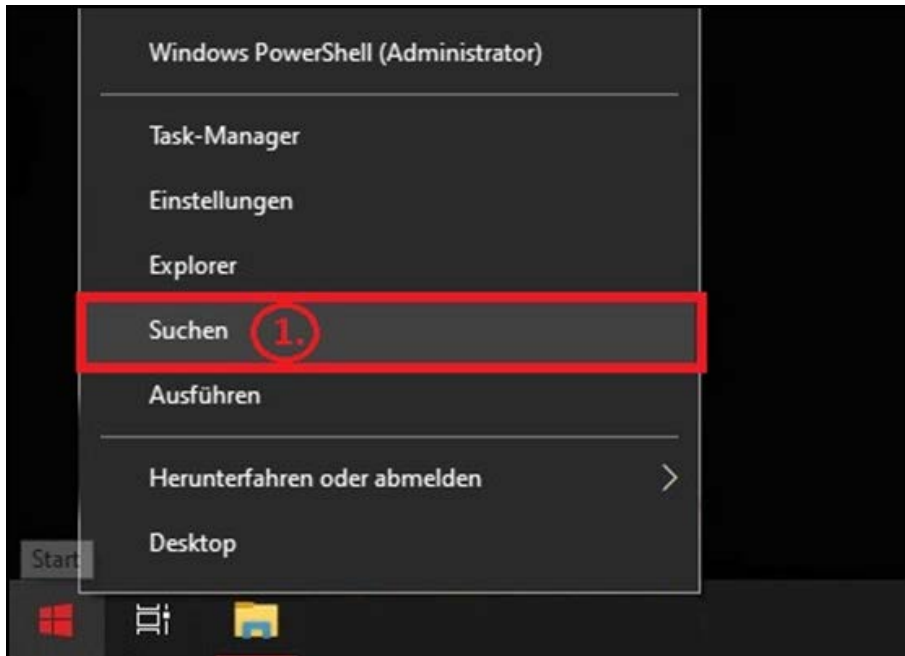 Windows PowerShell (Administrator)
Task-Manager
Einstellungen
Explorer
Suchen 1.
Ausführen
Herunterfahren oder abmelden
Desktop
Start